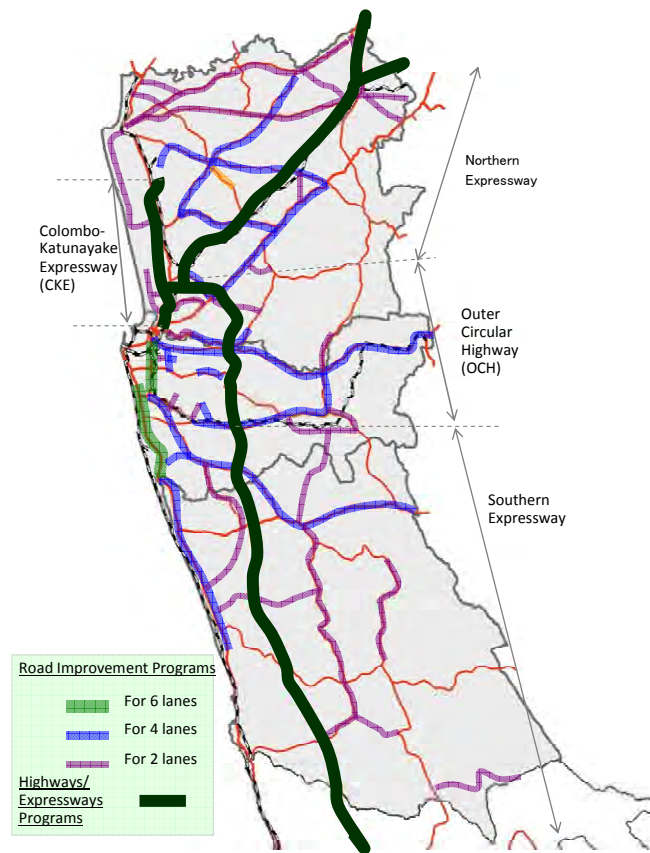 Northern
Expressway
Colombo-
Katunayake
Expressway
(CKE)
Outer
Circular
Highway
(OCH)
Southern
Expressway
Road Improvement Programs
For 6 lanes
For 4 lanes
For 2 lanes
Highways/
Expressways
Programs